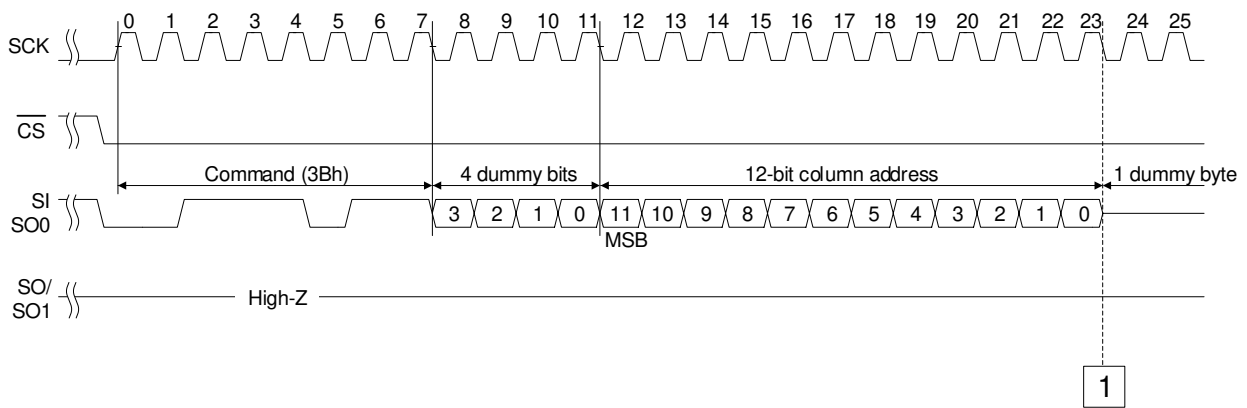 0 1 2 3 4 5 6 7 8 9 10 11 12 13 14 15 16 17 18 19 20 21 22 23 24 25
SCK
CS
Command (3Bh) 4 dummy bits 12-bit column address 1 dummy byte
SI
SO0
3 2 1 0 11 10 9 8 7 6 5 4 3 2 1 0
MSB
SO/
SO1
High-Z
1